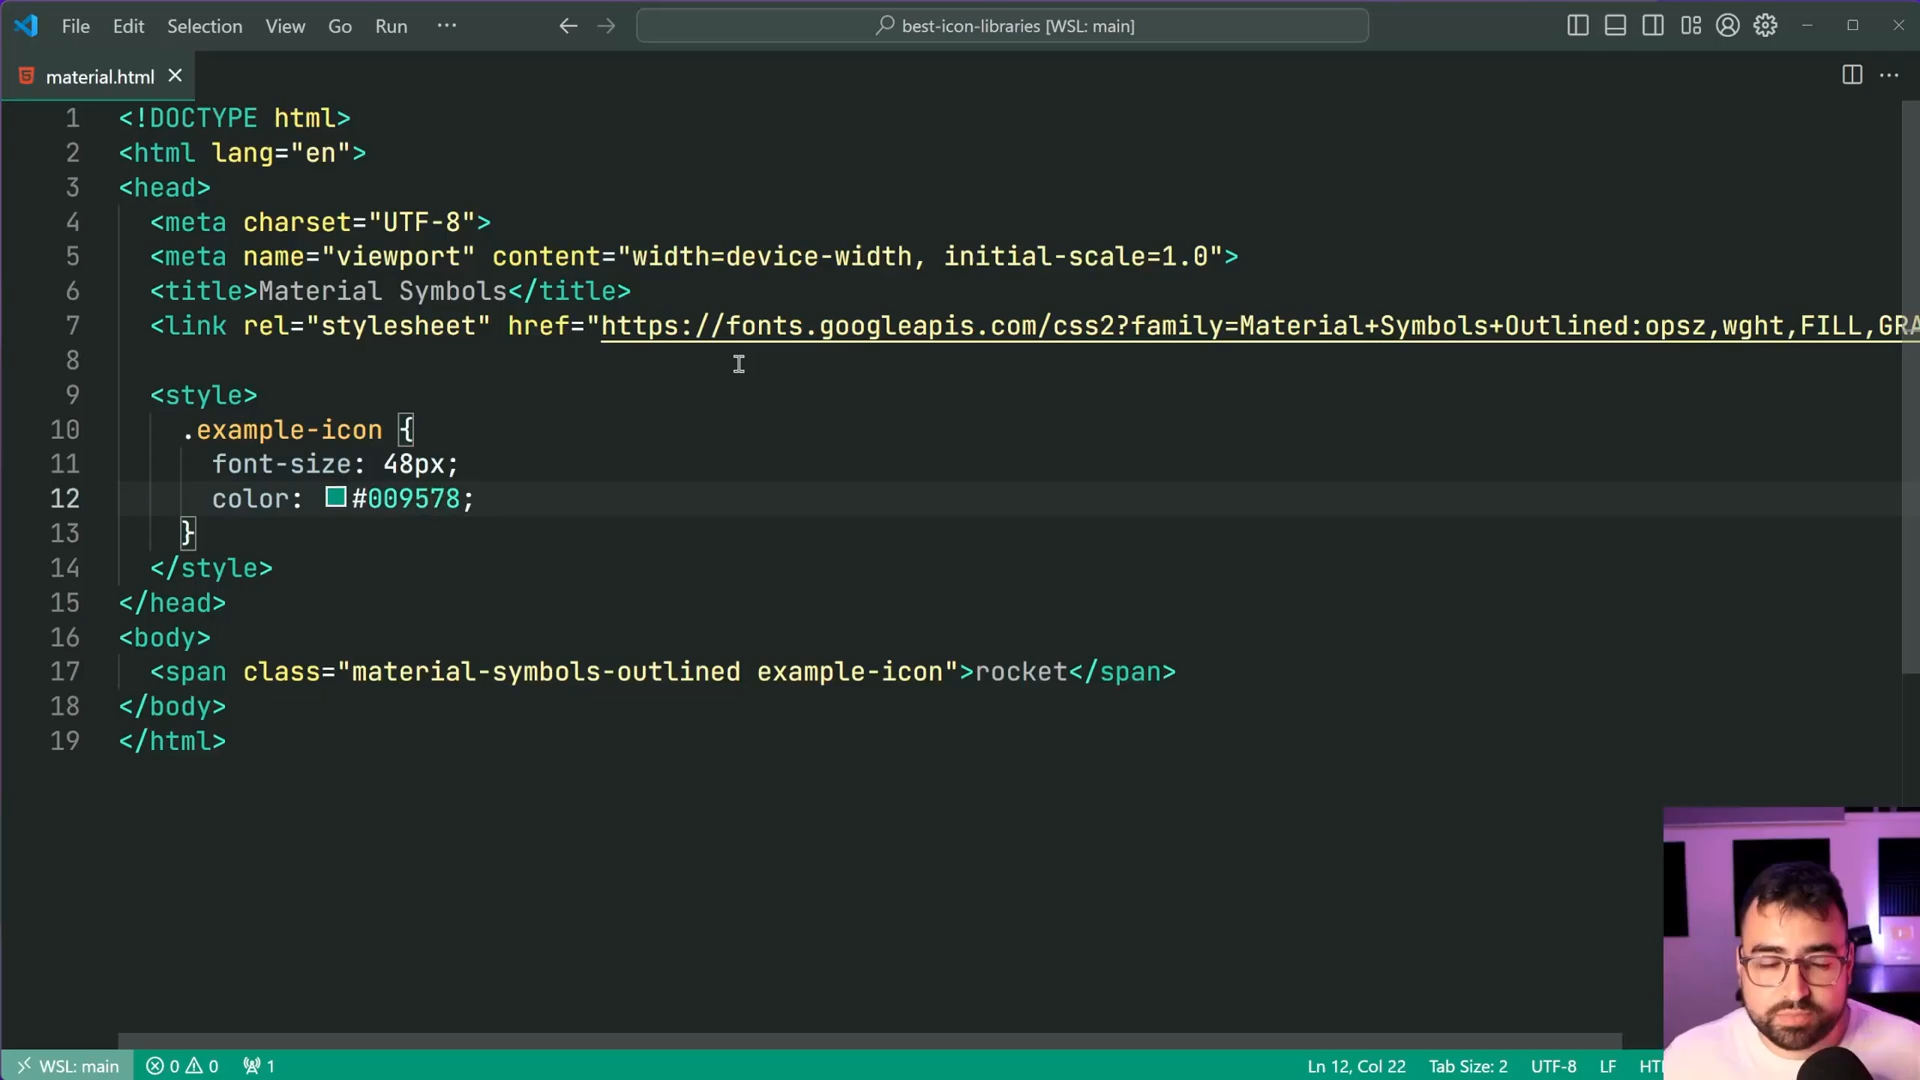 File Edit Selection View Go Run ···
best-icon-libraries [WSL: main]
material.html
1 <!DOCTYPE html>
2 <html lang="en">
3 <head>
4 <meta charset="UTF-8">
5 <meta name="viewport" content="width=device-width, initial-scale=1.0">
6 <title>Material Symbols</title>
7 <link rel="stylesheet" href="https://fonts.googleapis.com/css2?family=Material+Symbols+Outlined:opsz,wght,FILL,GRA
8
9 <style>
10 .example-icon {
11 font-size: 48px;
12 color: #009578;
13 }
14 </style>
15 </head>
16 <body>
17 <span class="material-symbols-outlined example-icon">rocket</span>
18 </body>
19 </html>
WSL: main 0 0 1 Ln 12, Col 22 Tab Size: 2 UTF-8 LF